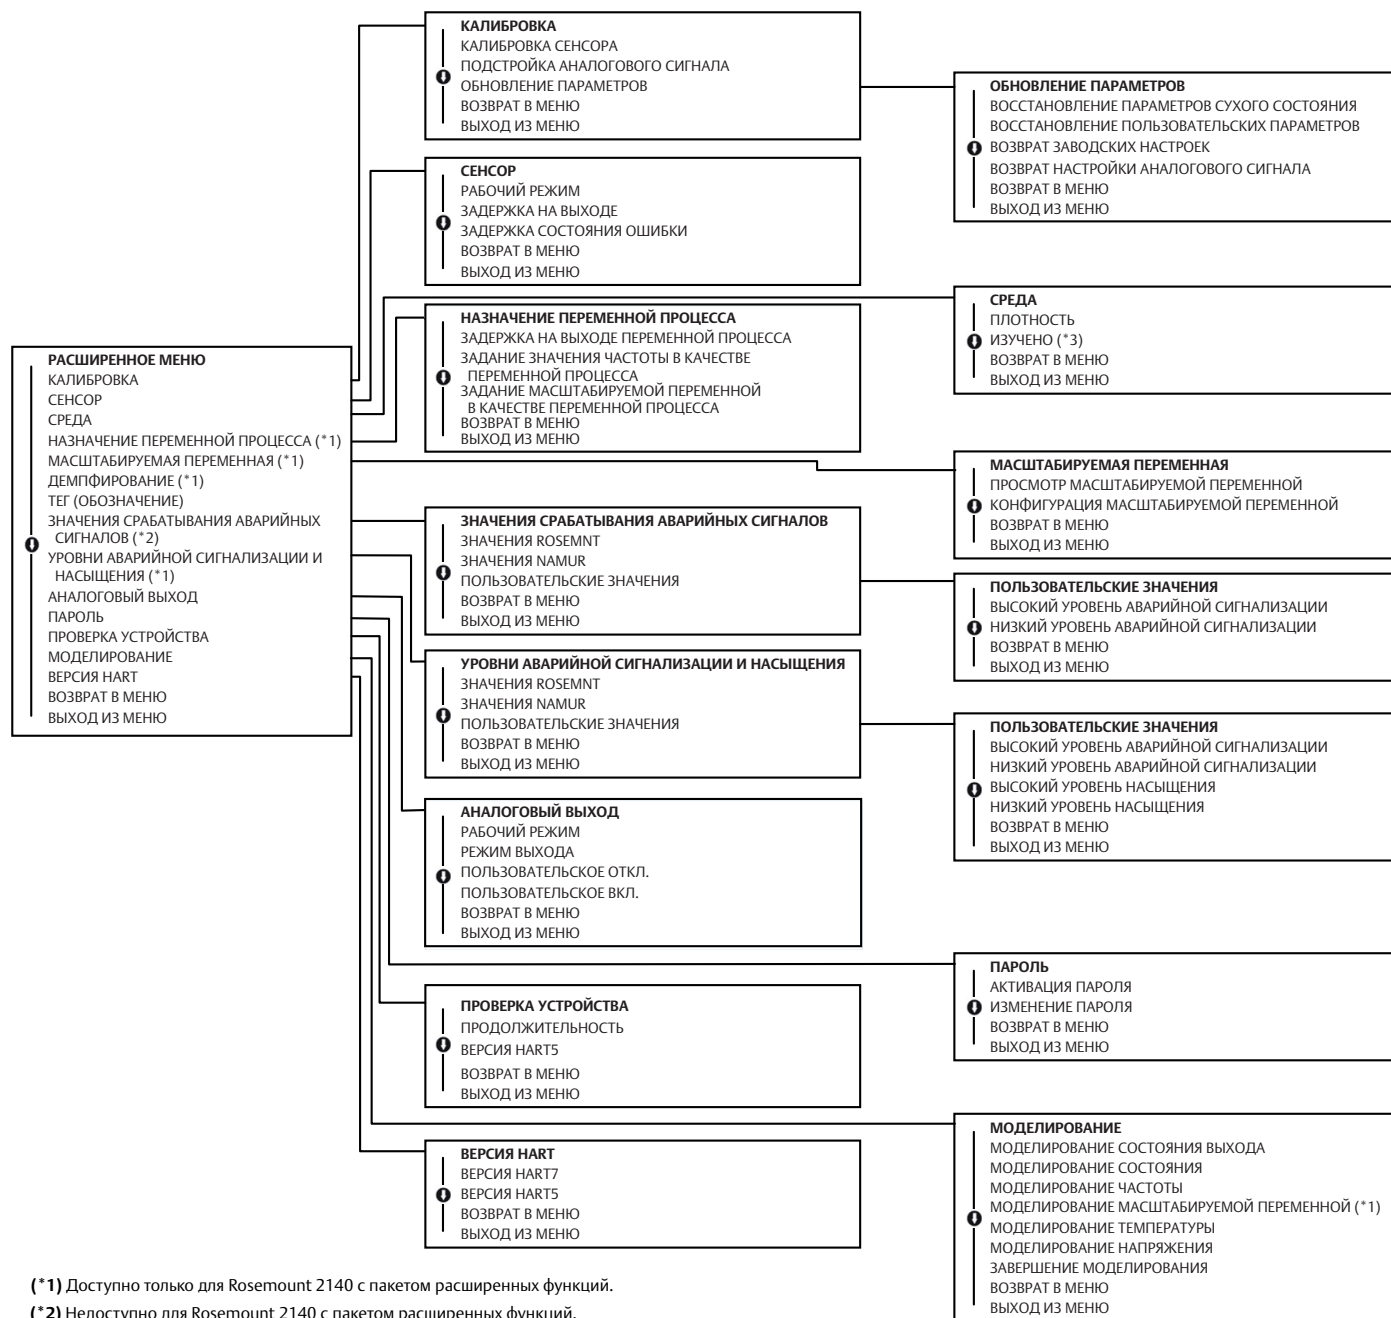 КАЛИБРОВКА
КАЛИБРОВКА СЕНСОРА
ПОДСТРОЙКА АНАЛОГОВОГО СИГНАЛА
ОБНОВЛЕНИЕ ПАРАМЕТРОВ
ВОЗВРАТ В МЕНЮ
ВЫХОД ИЗ МЕНЮ
ОБНОВЛЕНИЕ ПАРАМЕТРОВ
ВОССТАНОВЛЕНИЕ ПАРАМЕТРОВ СУХОГО СОСТОЯНИЯ
ВОССТАНОВЛЕНИЕ ПОЛЬЗОВАТЕЛЬСКИХ ПАРАМЕТРОВ
ВОЗВРАТ ЗАВОДСКИХ НАСТРОЕК
ВОЗВРАТ НАСТРОЙКИ АНАЛОГОВОГО СИГНАЛА
ВОЗВРАТ В МЕНЮ
ВЫХОД ИЗ МЕНЮ
СЕНСОР
РАБОЧИЙ РЕЖИМ
ЗАДЕРЖКА НА ВЫХОДЕ
ЗАДЕРЖКА СОСТОЯНИЯ ОШИБКИ
ВОЗВРАТ В МЕНЮ
ВЫХОД ИЗ МЕНЮ
СРЕДА
ПЛОТНОСТЬ
ИЗУЧЕНО (*3)
ВОЗВРАТ В МЕНЮ
ВЫХОД ИЗ МЕНЮ
НАЗНАЧЕНИЕ ПЕРЕМЕННОЙ ПРОЦЕССА
ЗАДЕРЖКА НА ВЫХОДЕ ПЕРЕМЕННОЙ ПРОЦЕССА
ЗАДАНИЕ ЗНАЧЕНИЯ ЧАСТОТЫ В КАЧЕСТВЕ
ПЕРЕМЕННОЙ ПРОЦЕССА
ЗАДАНИЕ МАСШТАБИРУЕМОЙ ПЕРЕМЕННОЙ
В КАЧЕСТВЕ ПЕРЕМЕННОЙ ПРОЦЕССА
ВОЗВРАТ В МЕНЮ
ВЫХОД ИЗ МЕНЮ
РАСШИРЕННОЕ МЕНЮ
КАЛИБРОВКА
СЕНСОР
СРЕДА
НАЗНАЧЕНИЕ ПЕРЕМЕННОЙ ПРОЦЕССА (*1)
МАСШТАБИРУЕМАЯ ПЕРЕМЕННАЯ (*1)
ДЕМПФИРОВАНИЕ (*1)
ТЕГ (ОБОЗНАЧЕНИЕ)
ЗНАЧЕНИЯ СРАБАТЫВАНИЯ АВАРИЙНЫХ
СИГНАЛОВ (*2)
УРОВНИ АВАРИЙНОЙ СИГНАЛИЗАЦИИ И
НАСЫЩЕНИЯ (*1)
АНАЛОГОВЫЙ ВЫХОД
ПАРОЛЬ
ПРОВЕРКА УСТРОЙСТВА
МОДЕЛИРОВАНИЕ
ВЕРСИЯ HART
ВОЗВРАТ В МЕНЮ
ВЫХОД ИЗ МЕНЮ
МАСШТАБИРУЕМАЯ ПЕРЕМЕННАЯ
ПРОСМОТР МАСШТАБИРУЕМОЙ ПЕРЕМЕННОЙ
КОНФИГУРАЦИЯ МАСШТАБИРУЕМОЙ ПЕРЕМЕННОЙ
ВОЗВРАТ В МЕНЮ
ВЫХОД ИЗ МЕНЮ
ЗНАЧЕНИЯ СРАБАТЫВАНИЯ АВАРИЙНЫХ СИГНАЛОВ
ЗНАЧЕНИЯ ROSEMNT
ЗНАЧЕНИЯ NAMUR
ПОЛЬЗОВАТЕЛЬСКИЕ ЗНАЧЕНИЯ
ВОЗВРАТ В МЕНЮ
ВЫХОД ИЗ МЕНЮ
ПОЛЬЗОВАТЕЛЬСКИЕ ЗНАЧЕНИЯ
ВЫСОКИЙ УРОВЕНЬ АВАРИЙНОЙ СИГНАЛИЗАЦИИ
НИЗКИЙ УРОВЕНЬ АВАРИЙНОЙ СИГНАЛИЗАЦИИ
ВОЗВРАТ В МЕНЮ
ВЫХОД ИЗ МЕНЮ
УРОВНИ АВАРИЙНОЙ СИГНАЛИЗАЦИИ И НАСЫЩЕНИЯ
ЗНАЧЕНИЯ ROSEMNT
ЗНАЧЕНИЯ NAMUR
ПОЛЬЗОВАТЕЛЬСКИЕ ЗНАЧЕНИЯ
ВОЗВРАТ В МЕНЮ
ВЫХОД ИЗ МЕНЮ
ПОЛЬЗОВАТЕЛЬСКИЕ ЗНАЧЕНИЯ
ВЫСОКИЙ УРОВЕНЬ АВАРИЙНОЙ СИГНАЛИЗАЦИИ
НИЗКИЙ УРОВЕНЬ АВАРИЙНОЙ СИГНАЛИЗАЦИИ
ВЫСОКИЙ УРОВЕНЬ НАСЫЩЕНИЯ
НИЗКИЙ УРОВЕНЬ НАСЫЩЕНИЯ
ВОЗВРАТ В МЕНЮ
ВЫХОД ИЗ МЕНЮ
АНАЛОГОВЫЙ ВЫХОД
РАБОЧИЙ РЕЖИМ
РЕЖИМ ВЫХОДА
ПОЛЬЗОВАТЕЛЬСКОЕ ОТКЛ.
ПОЛЬЗОВАТЕЛЬСКОЕ ВКЛ.
ВОЗВРАТ В МЕНЮ
ВЫХОД ИЗ МЕНЮ
ПАРОЛЬ
АКТИВАЦИЯ ПАРОЛЯ
ИЗМЕНЕНИЕ ПАРОЛЯ
ВОЗВРАТ В МЕНЮ
ВЫХОД ИЗ МЕНЮ
ПРОВЕРКА УСТРОЙСТВА
ПРОДОЛЖИТЕЛЬНОСТЬ
ВЕРСИЯ HART5
ВОЗВРАТ В МЕНЮ
ВЫХОД ИЗ МЕНЮ
МОДЕЛИРОВАНИЕ
МОДЕЛИРОВАНИЕ СОСТОЯНИЯ ВЫХОДА
МОДЕЛИРОВАНИЕ СОСТОЯНИЯ
МОДЕЛИРОВАНИЕ ЧАСТОТЫ
МОДЕЛИРОВАНИЕ МАСШТАБИРУЕМОЙ ПЕРЕМЕННОЙ (*1)
МОДЕЛИРОВАНИЕ ТЕМПЕРАТУРЫ
МОДЕЛИРОВАНИЕ НАПРЯЖЕНИЯ
ЗАВЕРШЕНИЕ МОДЕЛИРОВАНИЯ
ВОЗВРАТ В МЕНЮ
ВЫХОД ИЗ МЕНЮ
ВЕРСИЯ HART
ВЕРСИЯ HART7
ВЕРСИЯ HART5
ВОЗВРАТ В МЕНЮ
ВЫХОД ИЗ МЕНЮ
(*1) Доступно только для Rosemount 2140 с пакетом расширенных функций.
(*2) Недоступно для Rosemount 2140 с пакетом расширенных функций.